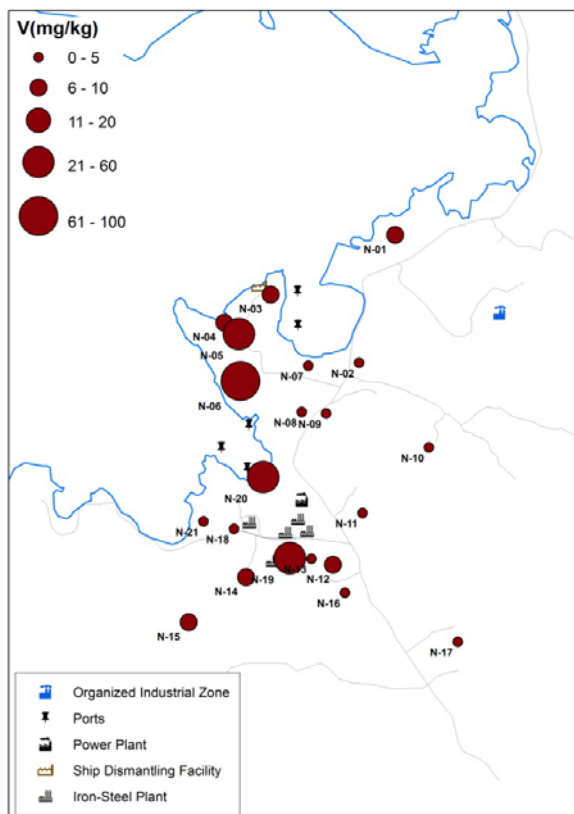 V(mg/kg)
0 - 5
6 - 10
11 - 20
21 - 60
61 - 100
N-01
N-03
N-04
N-05
N-07
N-02
N-06
N-08
N-09
N-10
N-20
N-11
N-21
N-18
N-13
N-19
N-12
N-14
N-16
N-15
N-17
Organized Industrial Zone
Ports
Power Plant
Ship Dismantling Facility
Iron-Steel Plant